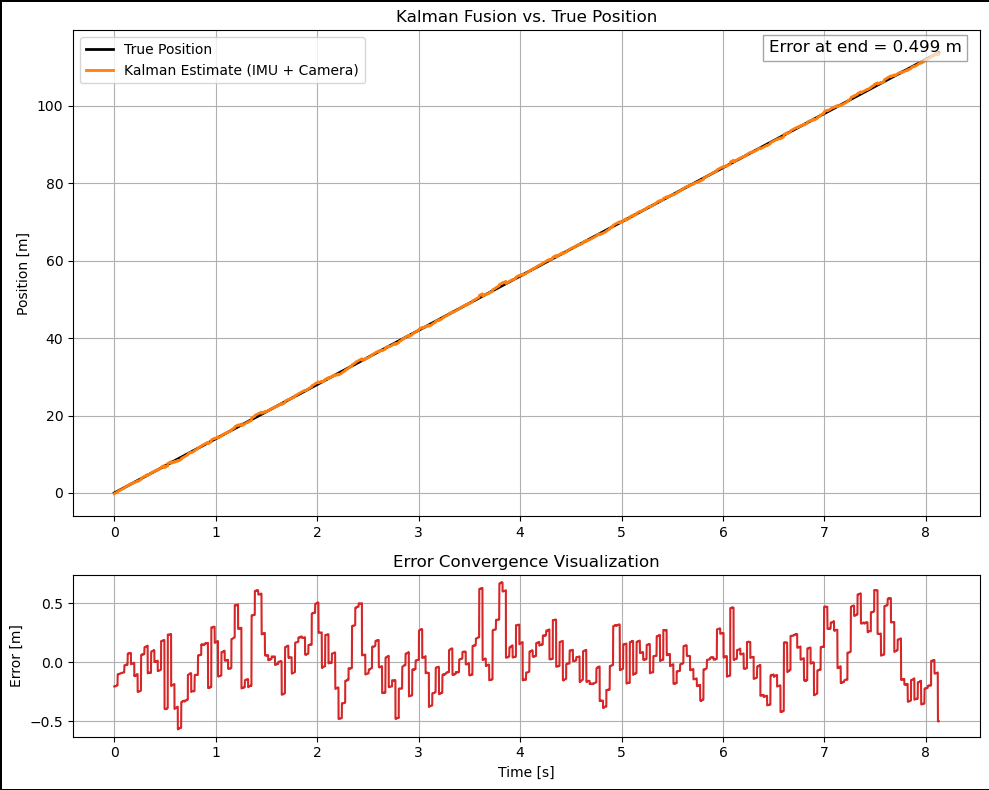 Kalman Fusion vs. True Position
True Position
Kalman Estimate (IMU + Camera)
Error at end = 0.499 m
Position [m]
100
80
60
40
20
0
0 1 2 3 4 5 6 7 8
Error Convergence Visualization
Error [m]
0.5
0.0
−0.5
0 1 2 3 4 5 6 7 8
Time [s]